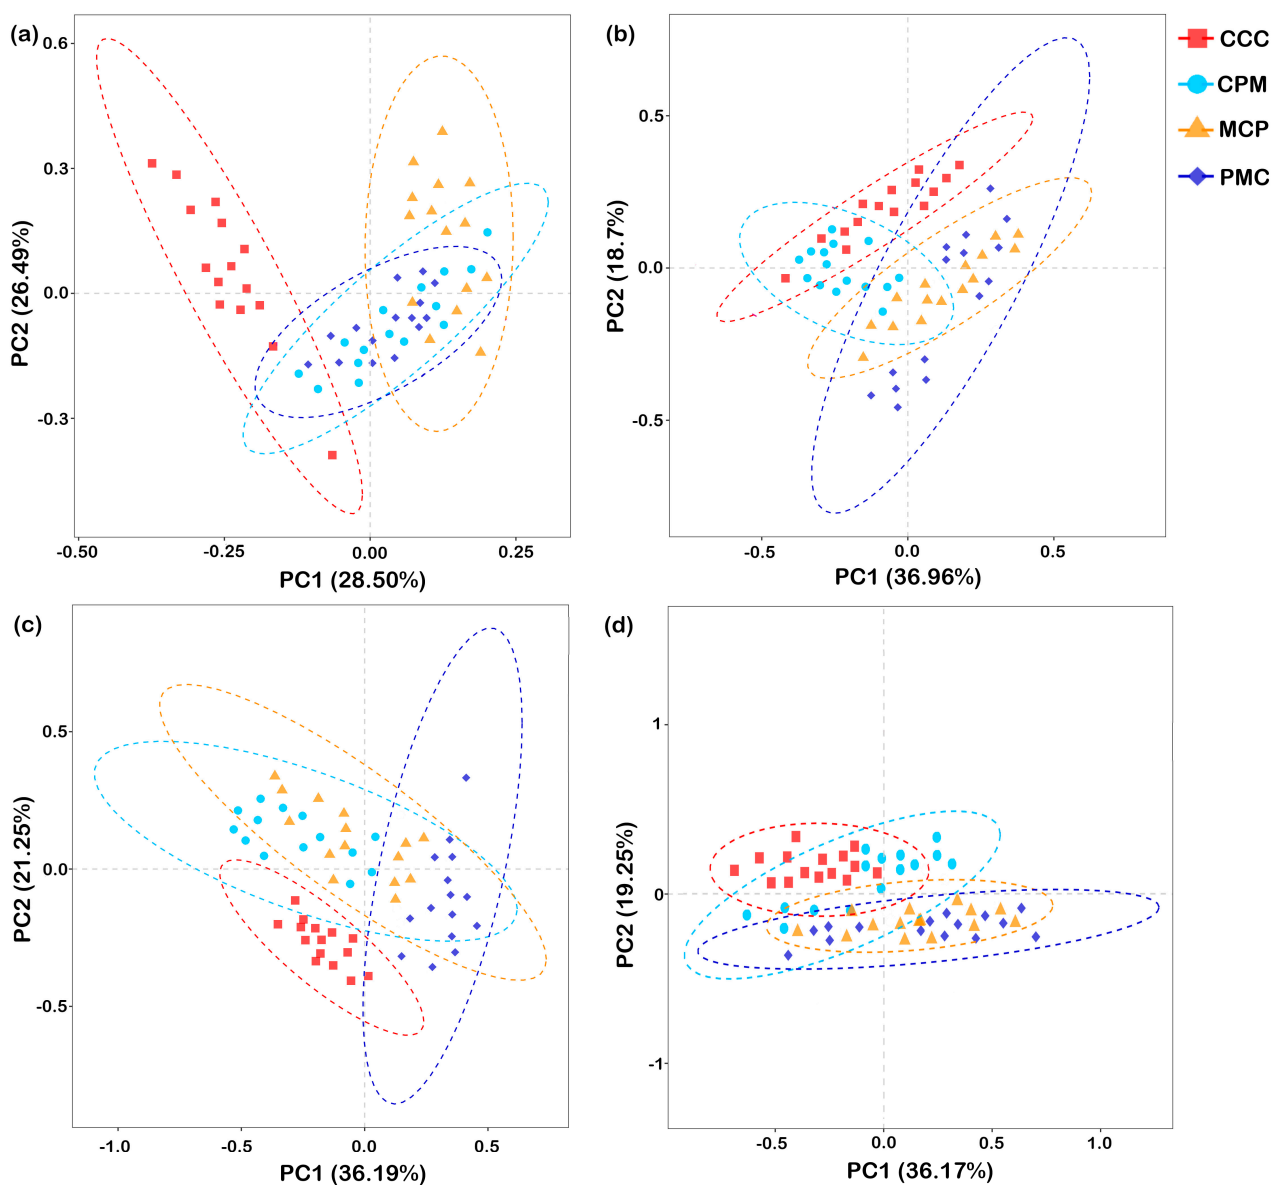 (a)
0.6
0.3
0.0
-0.3
PC2 (26.49%)
-0.50
-0.25
0.00
0.25
PC1 (28.50%)
(b)
0.5
0.0
-0.5
PC2 (18.7%)
-0.5
0.0
0.5
PC1 (36.96%)
CCC
CPM
MCP
PMC
(c)
0.5
0.0
-0.5
PC2 (21.25%)
-1.0
-0.5
0.0
0.5
PC1 (36.19%)
(d)
1
0
-1
PC2 (19.25%)
-0.5
0.0
0.5
1.0
PC1 (36.17%)